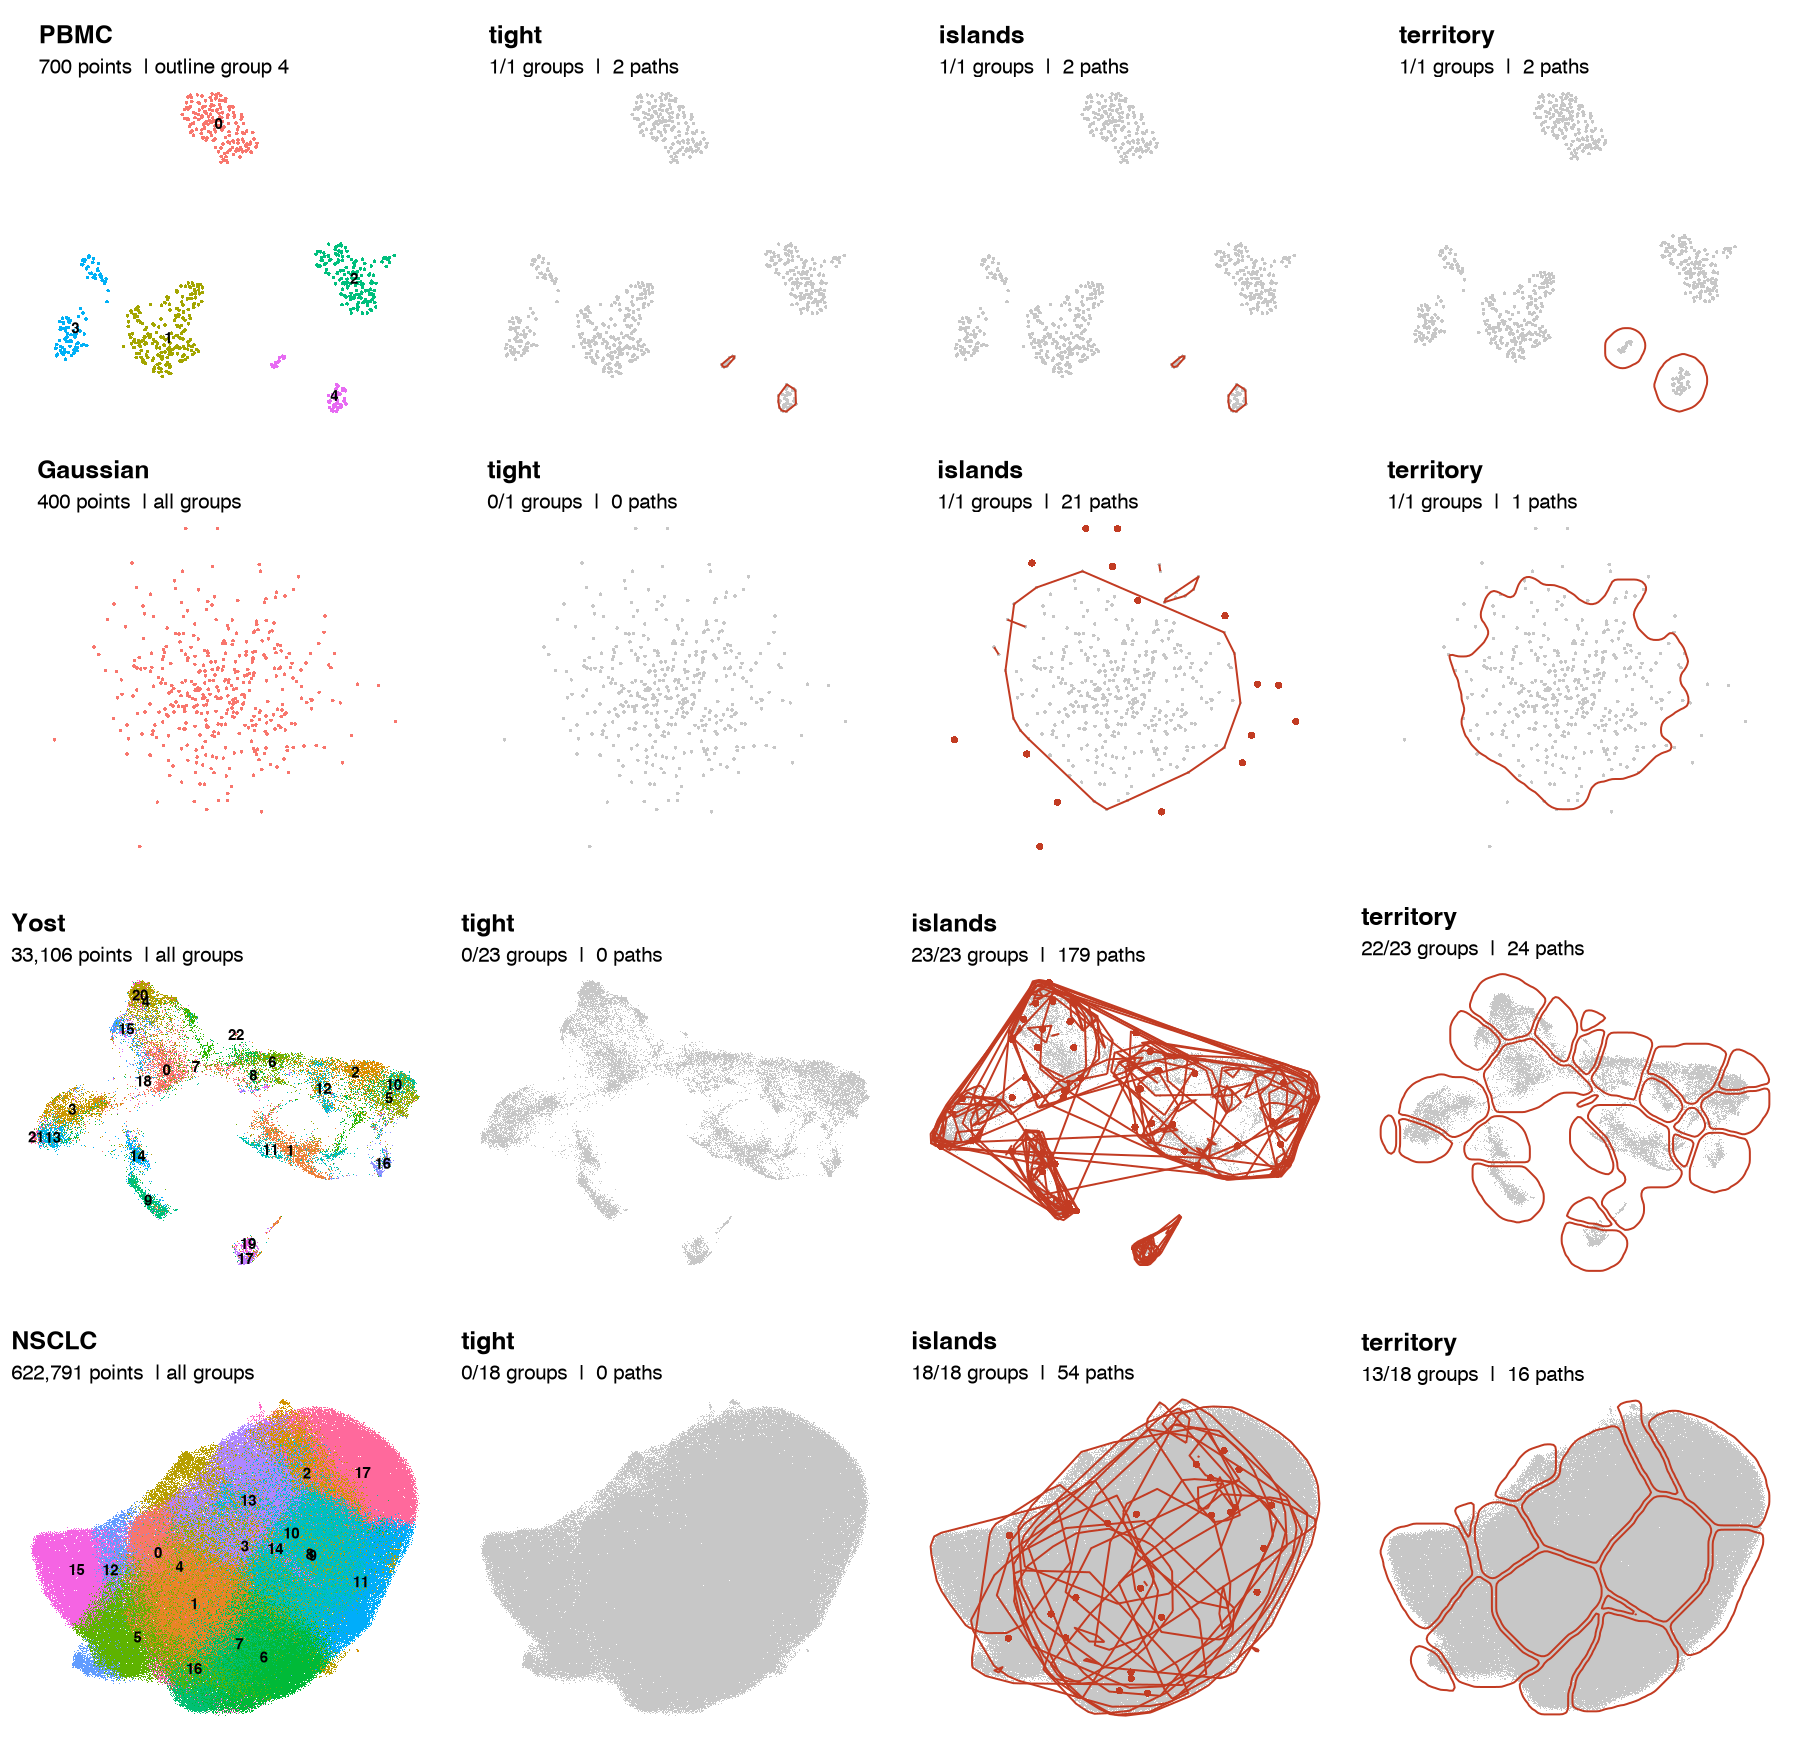 PBMC
700 points | outline group 4
tight
1/1 groups | 2 paths
islands
1/1 groups | 2 paths
territory
1/1 groups | 2 paths
0
2
3
1
4
Gaussian
400 points | all groups
tight
0/1 groups | 0 paths
islands
1/1 groups | 21 paths
territory
1/1 groups | 1 paths
Yost
33,106 points | all groups
tight
0/23 groups | 0 paths
islands
23/23 groups | 179 paths
territory
22/23 groups | 24 paths
20
4
15
22
7
6
0
8
2
18
12
10
5
3
21 13
14
11 1
16
9
19
17
NSCLC
622,791 points | all groups
tight
0/18 groups | 0 paths
islands
18/18 groups | 54 paths
territory
13/18 groups | 16 paths
2
17
13
10
3
14
0
4
8
9
15
12
11
1
5
7
6
16